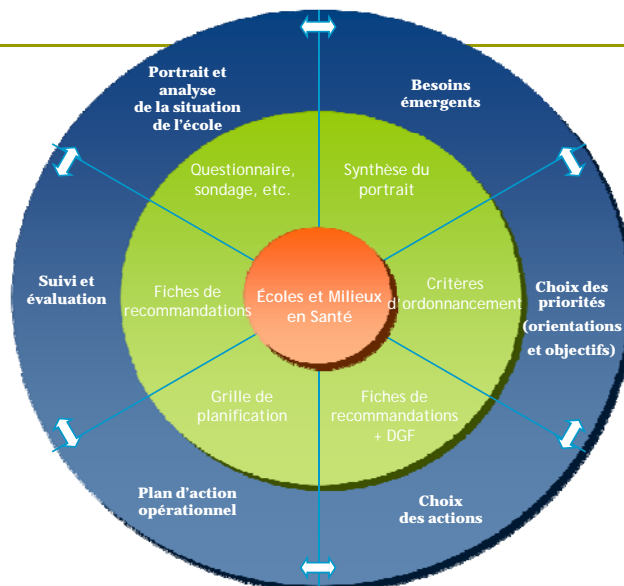 Portrait et
analyse
de la situation
de l'école
Besoins
émergents
Questionnaire,
sondage, etc.
Synthèse du
portrait
Suivi et
évaluation
Fiches de
recommandations
Écoles et Milieux
en Santé
Critères
d'ordonnancement
Choix des
priorités
(orientations
et objectifs)
Grille de
planification
Fiches de
recommandations
+ DGF
Plan d'action
opérationnel
Choix
des actions